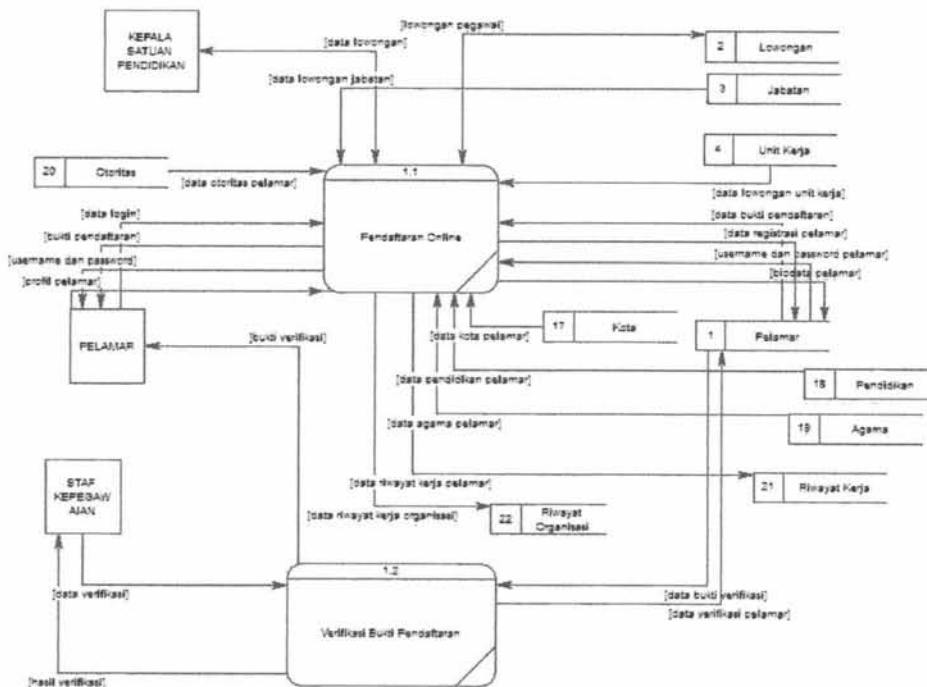 [lowongan pegawai]
KEPALA
SATUAN
PENDIDIKAN
[data lowongan]
2 Lowongan
[data lowongan jabatan]
3 Jabatan
4 Unit Kerja
20 Otoritas
[data otoritas pelamar]
1.1
[data lowongan unit kerja]
Pendaftaran Online
[data login]
[data bukti pendaftaran]
[bukti pendaftaran]
[data registrasi pelamar]
[username dan password]
[username dan password pelamar]
[profil pelamar]
[biodata pelamar]
PELAMAR
[bukti verifikasi]
[data kota pelamar]
17 Kota
1 Pelamar
[data pendidikan pelamar]
18 Pendidikan
[data agama pelamar]
19 Agama
STAF
KEPEGAW
AIAN
[data riwayat kerja pelamar]
21 Riwayat Kerja
[data riwayat kerja organisasi]
22 Riwayat
Organisasi
1.2
[data verifikasi]
[data bukti verifikasi]
[data verifikasi pelamar]
Verifikasi Bukti Pendaftaran
[hasil verifikasi]